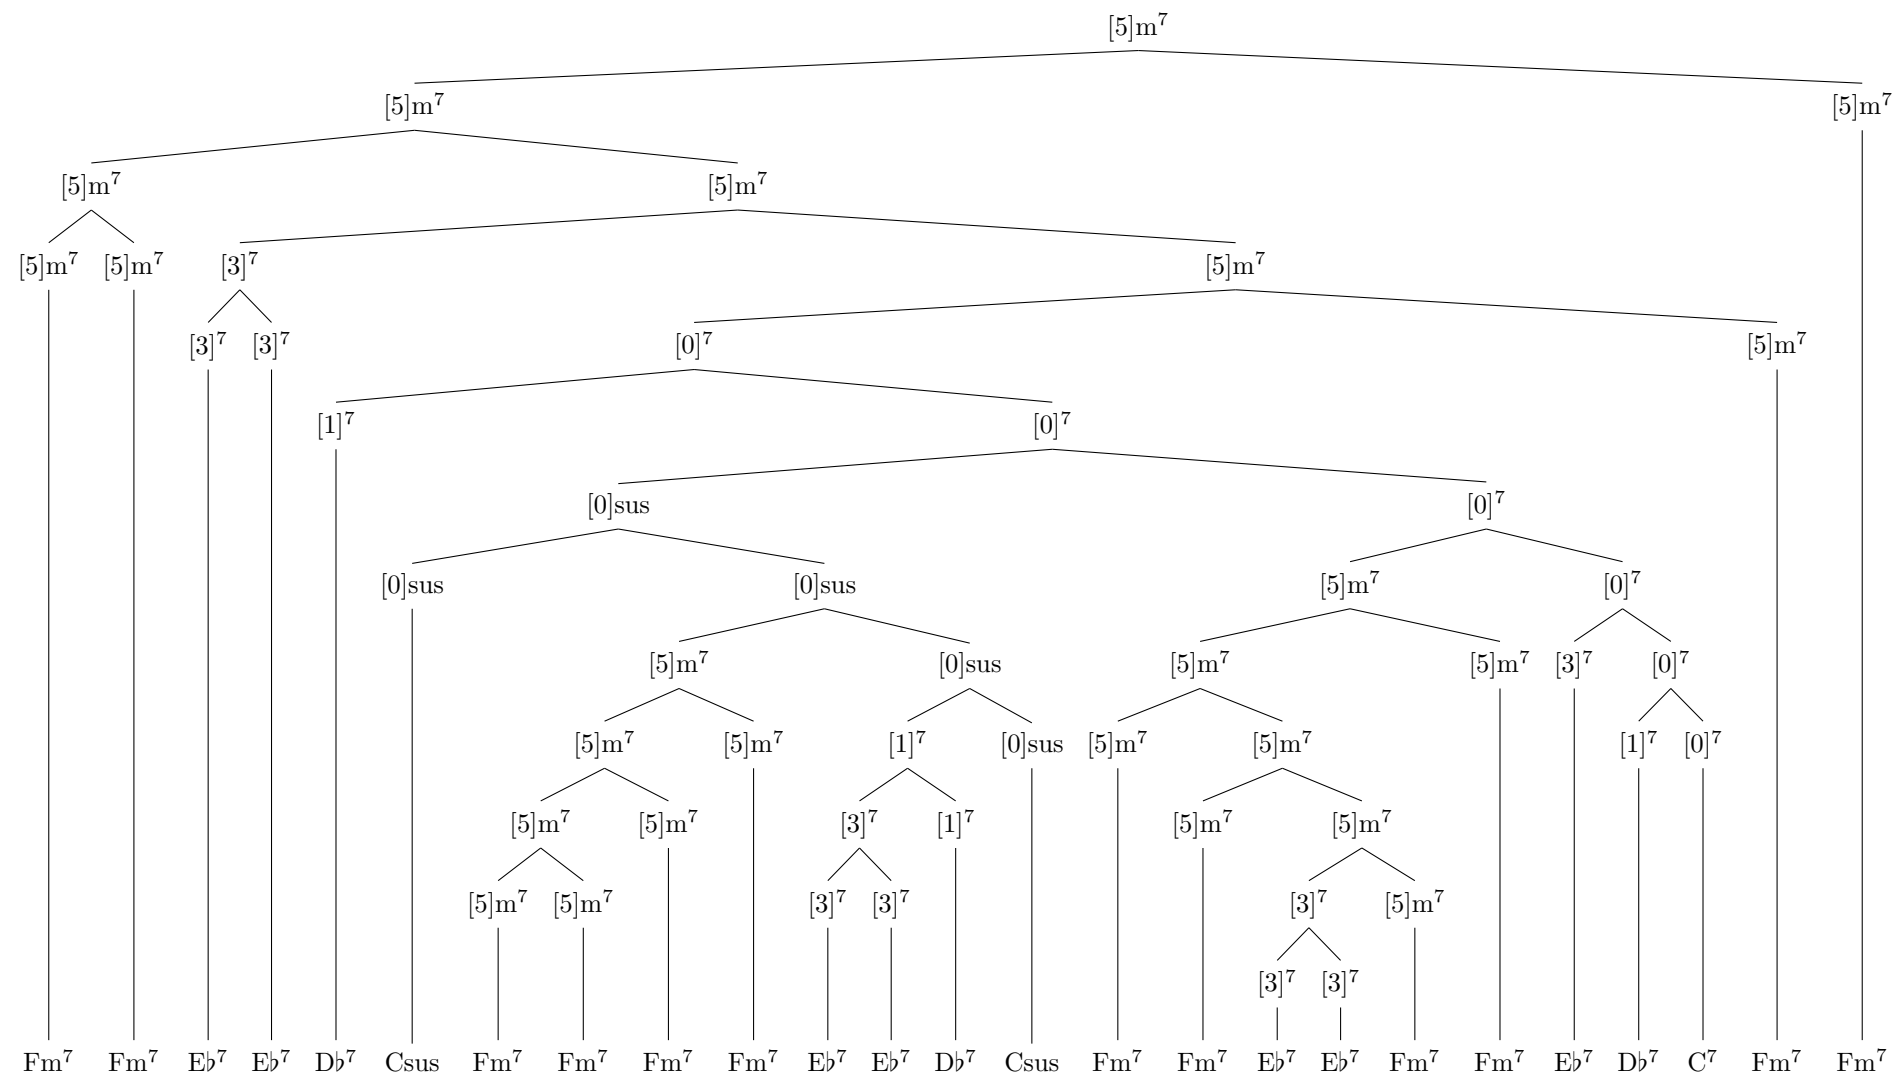 [5]m⁷
[5]m⁷ [5]m⁷
[5]m⁷ [5]m⁷
[5]m⁷ [5]m⁷ [3]⁷ [5]m⁷
[3]⁷ [3]⁷ [0]⁷ [5]m⁷
[1]⁷ [0]⁷
[0]sus [0]⁷
[0]sus [0]sus [5]m⁷ [0]⁷
[5]m⁷ [0]sus [5]m⁷ [5]m⁷ [3]⁷ [0]⁷
[5]m⁷ [5]m⁷ [1]⁷ [0]sus [5]m⁷ [5]m⁷ [1]⁷ [0]⁷
[5]m⁷ [5]m⁷ [3]⁷ [1]⁷ [5]m⁷ [5]m⁷
[5]m⁷ [5]m⁷ [3]⁷ [3]⁷ [3]⁷ [5]m⁷
[3]⁷ [3]⁷
Fm⁷ Fm⁷ E♭⁷ E♭⁷ D♭⁷ Csus Fm⁷ Fm⁷ Fm⁷ Fm⁷ E♭⁷ E♭⁷ D♭⁷ Csus Fm⁷ Fm⁷ E♭⁷ E♭⁷ Fm⁷ Fm⁷ E♭⁷ D♭⁷ C⁷ Fm⁷ Fm⁷